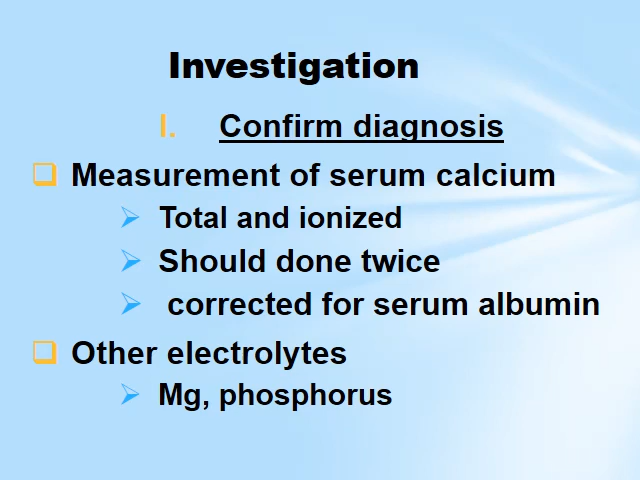 Investigation
I. Confirm diagnosis
Measurement of serum calcium
Total and ionized
Should done twice
corrected for serum albumin
Other electrolytes
Mg, phosphorus